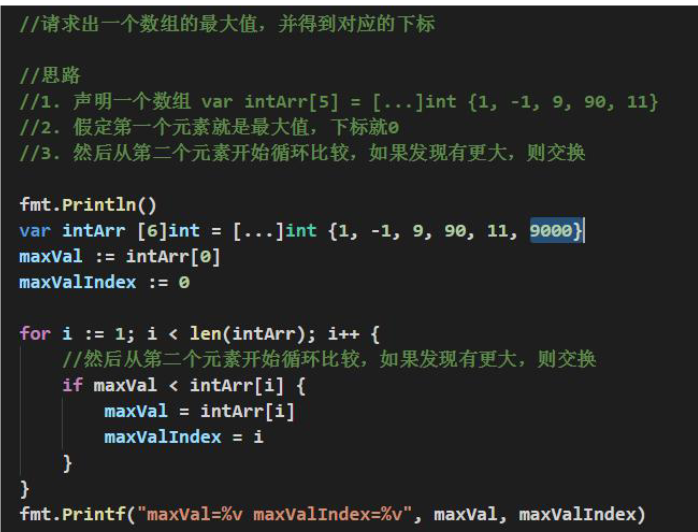 //请求出一个数组的最大值，并得到对应的下标
//思路
//1. 声明一个数组 var intArr[5] = [...]int {1, -1, 9, 90, 11}
//2. 假定第一个元素就是最大值，下标就0
//3. 然后从第二个元素开始循环比较，如果发现有更大，则交换
fmt.Println()
var intArr [6]int = [...]int {1, -1, 9, 90, 11, 9000}
maxVal := intArr[0]
maxValIndex := 0
for i := 1; i < len(intArr); i++ {
//然后从第二个元素开始循环比较，如果发现有更大，则交换
if maxVal < intArr[i] {
maxVal = intArr[i]
maxValIndex = i
}
}
fmt.Printf("maxVal=%v maxValIndex=%v", maxVal, maxValIndex)